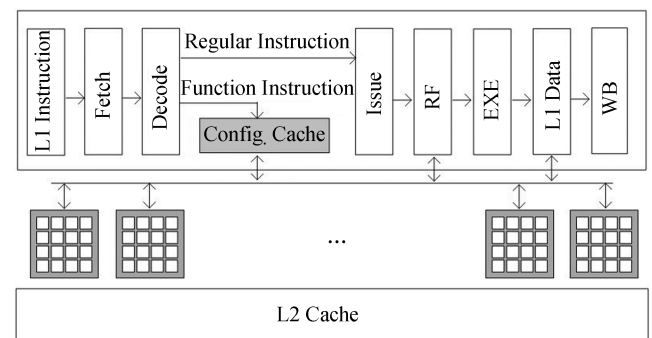 L1 Instruction
Fetch
Decode
Regular Instruction
Function Instruction
Config. Cache
Issue
RF
EXE
L1 Data
WB
...
L2 Cache